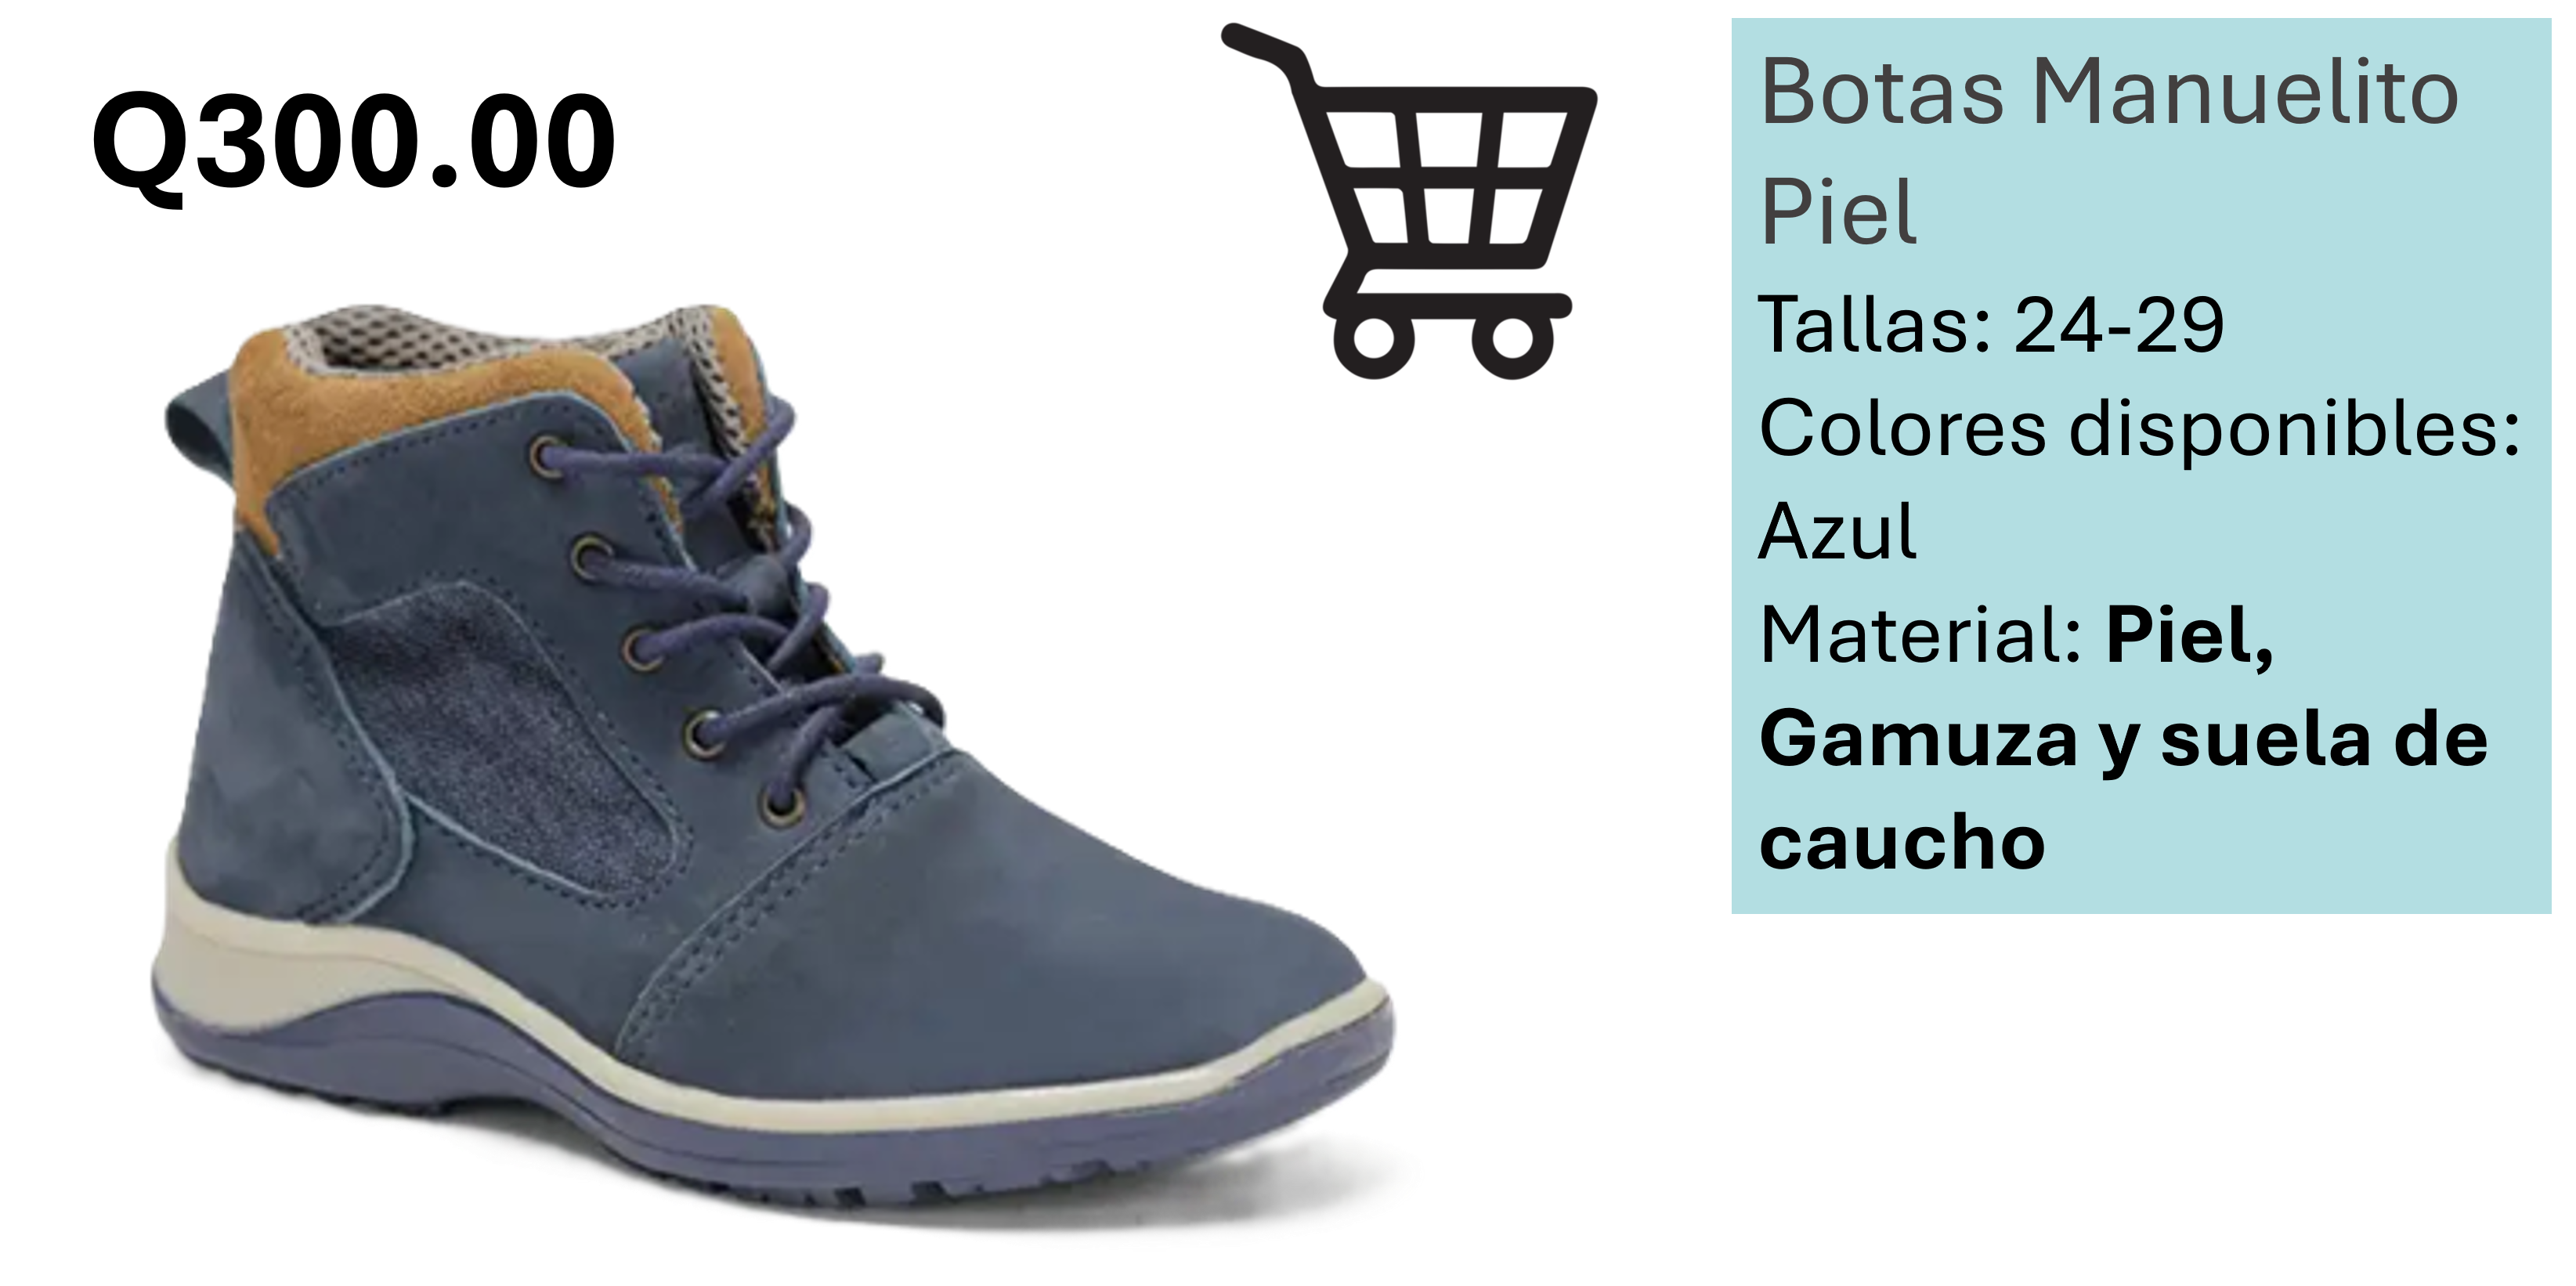 Q300.00
Botas Manuelito
Piel
Tallas: 24-29
Colores disponibles:
Azul
Material: Piel,
Gamuza y suela de
caucho